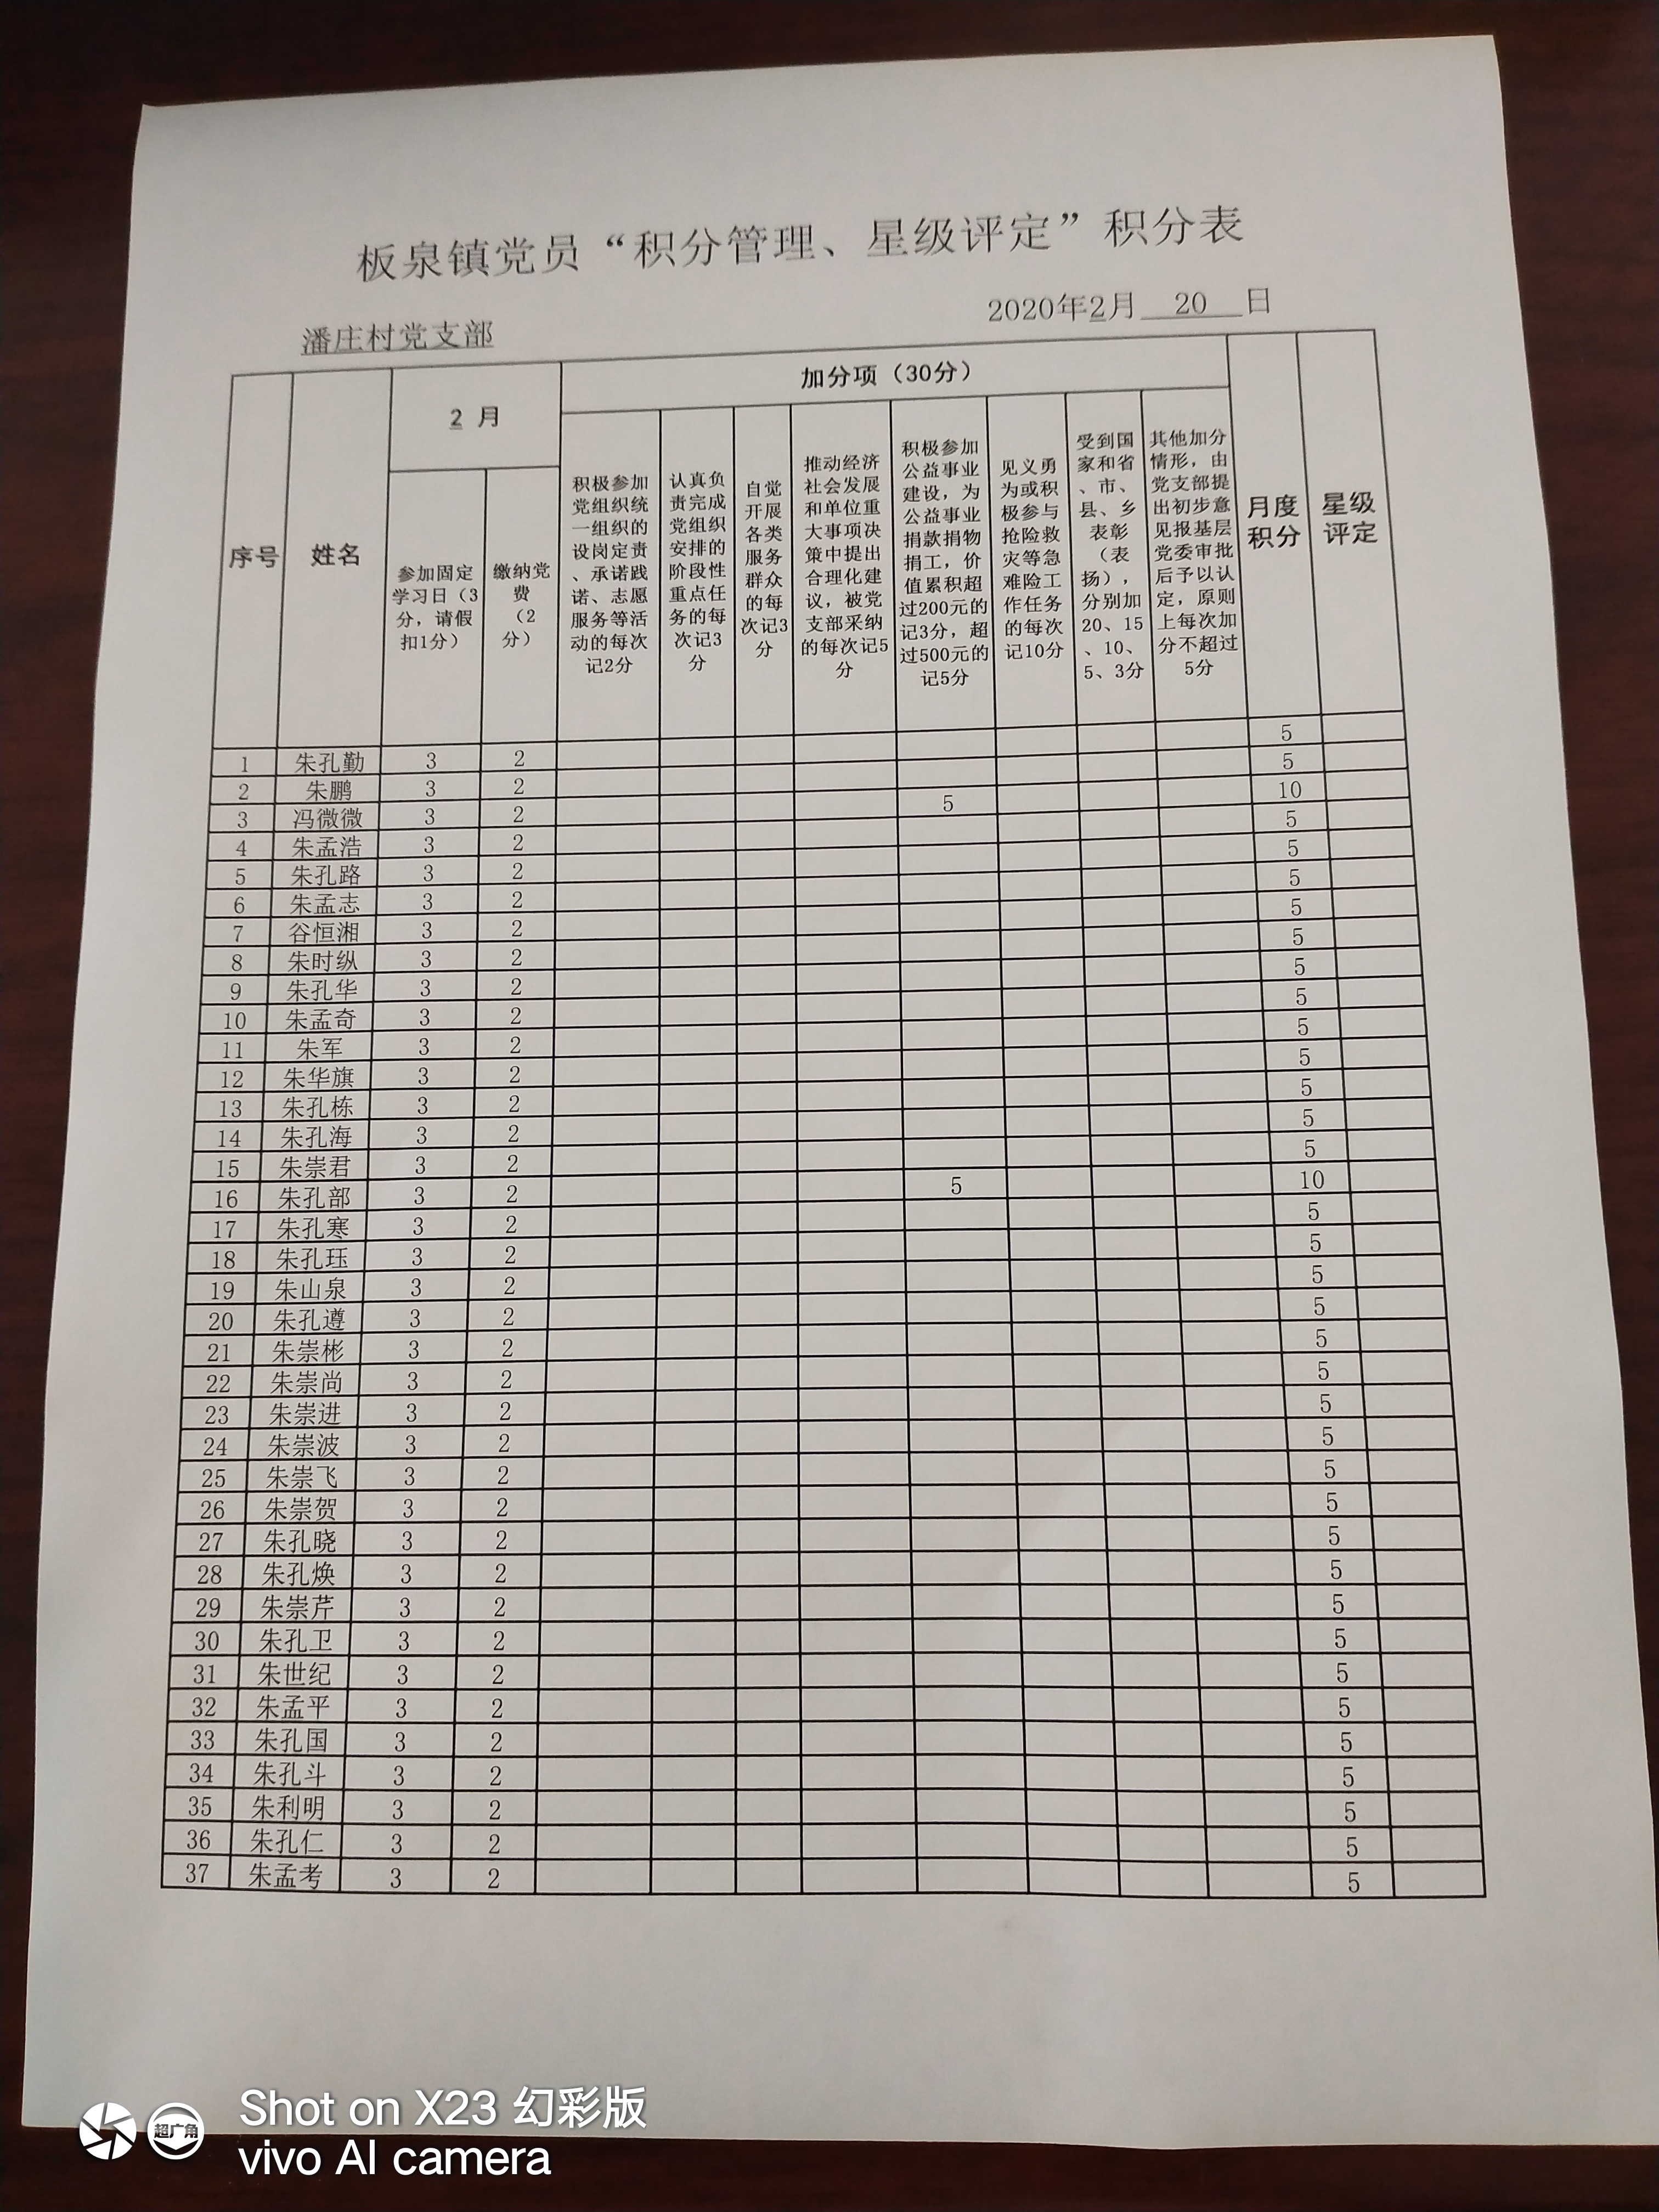 板泉镇党员“积分管理、星级评定”积分表
潘庄村党支部 2020年2月 20 日
序号 姓名 2 月 加分项（30分） 月度积分 星级评定
参加固定学习日（3分，请假扣1分） 缴纳党费（2分） 积极参加党组织统一组织的设岗定责、承诺践诺、志愿服务等活动的每次记2分 认真负责完成党组织安排的阶段性重点任务的每次记3分 自觉开展各类服务群众的每次记3分 推动经济社会发展和单位重大事项决策中提出合理化建议，被党支部采纳的每次记5分 积极参加公益事业建设，为公益事业捐款捐物捐工，价值累积超过200元的记3分，超过500元的记5分 见义勇为或积极参与抢险救灾等急难险工作任务的每次记10分 受到国家和省、市、县、乡表彰（表扬），分别加20、15、10、5、3分 其他加分情形，由党支部提出初步意见报基层党委审批后予以认定，原则上每次加分不超过5分
1 朱孔勤 3 2 5
2 朱鹏 3 2 5
3 冯微微 3 2 5 10
4 朱孟浩 3 2 5
5 朱孔路 3 2 5
6 朱孟志 3 2 5
7 谷恒湘 3 2 5
8 朱时纵 3 2 5
9 朱孔华 3 2 5
10 朱孟奇 3 2 5
11 朱军 3 2 5
12 朱华旗 3 2 5
13 朱孔栋 3 2 5
14 朱孔海 3 2 5
15 朱崇君 3 2 5
16 朱孔部 3 2 5 10
17 朱孔寒 3 2 5
18 朱孔珏 3 2 5
19 朱山泉 3 2 5
20 朱孔遵 3 2 5
21 朱崇彬 3 2 5
22 朱崇尚 3 2 5
23 朱崇进 3 2 5
24 朱崇波 3 2 5
25 朱崇飞 3 2 5
26 朱崇贺 3 2 5
27 朱孔晓 3 2 5
28 朱孔焕 3 2 5
29 朱崇芹 3 2 5
30 朱孔卫 3 2 5
31 朱世纪 3 2 5
32 朱孟平 3 2 5
33 朱孔国 3 2 5
34 朱孔斗 3 2 5
35 朱利明 3 2 5
36 朱孔仁 3 2 5
37 朱孟考 3 2 5
超广角
Shot on X23 幻彩版
vivo AI camera